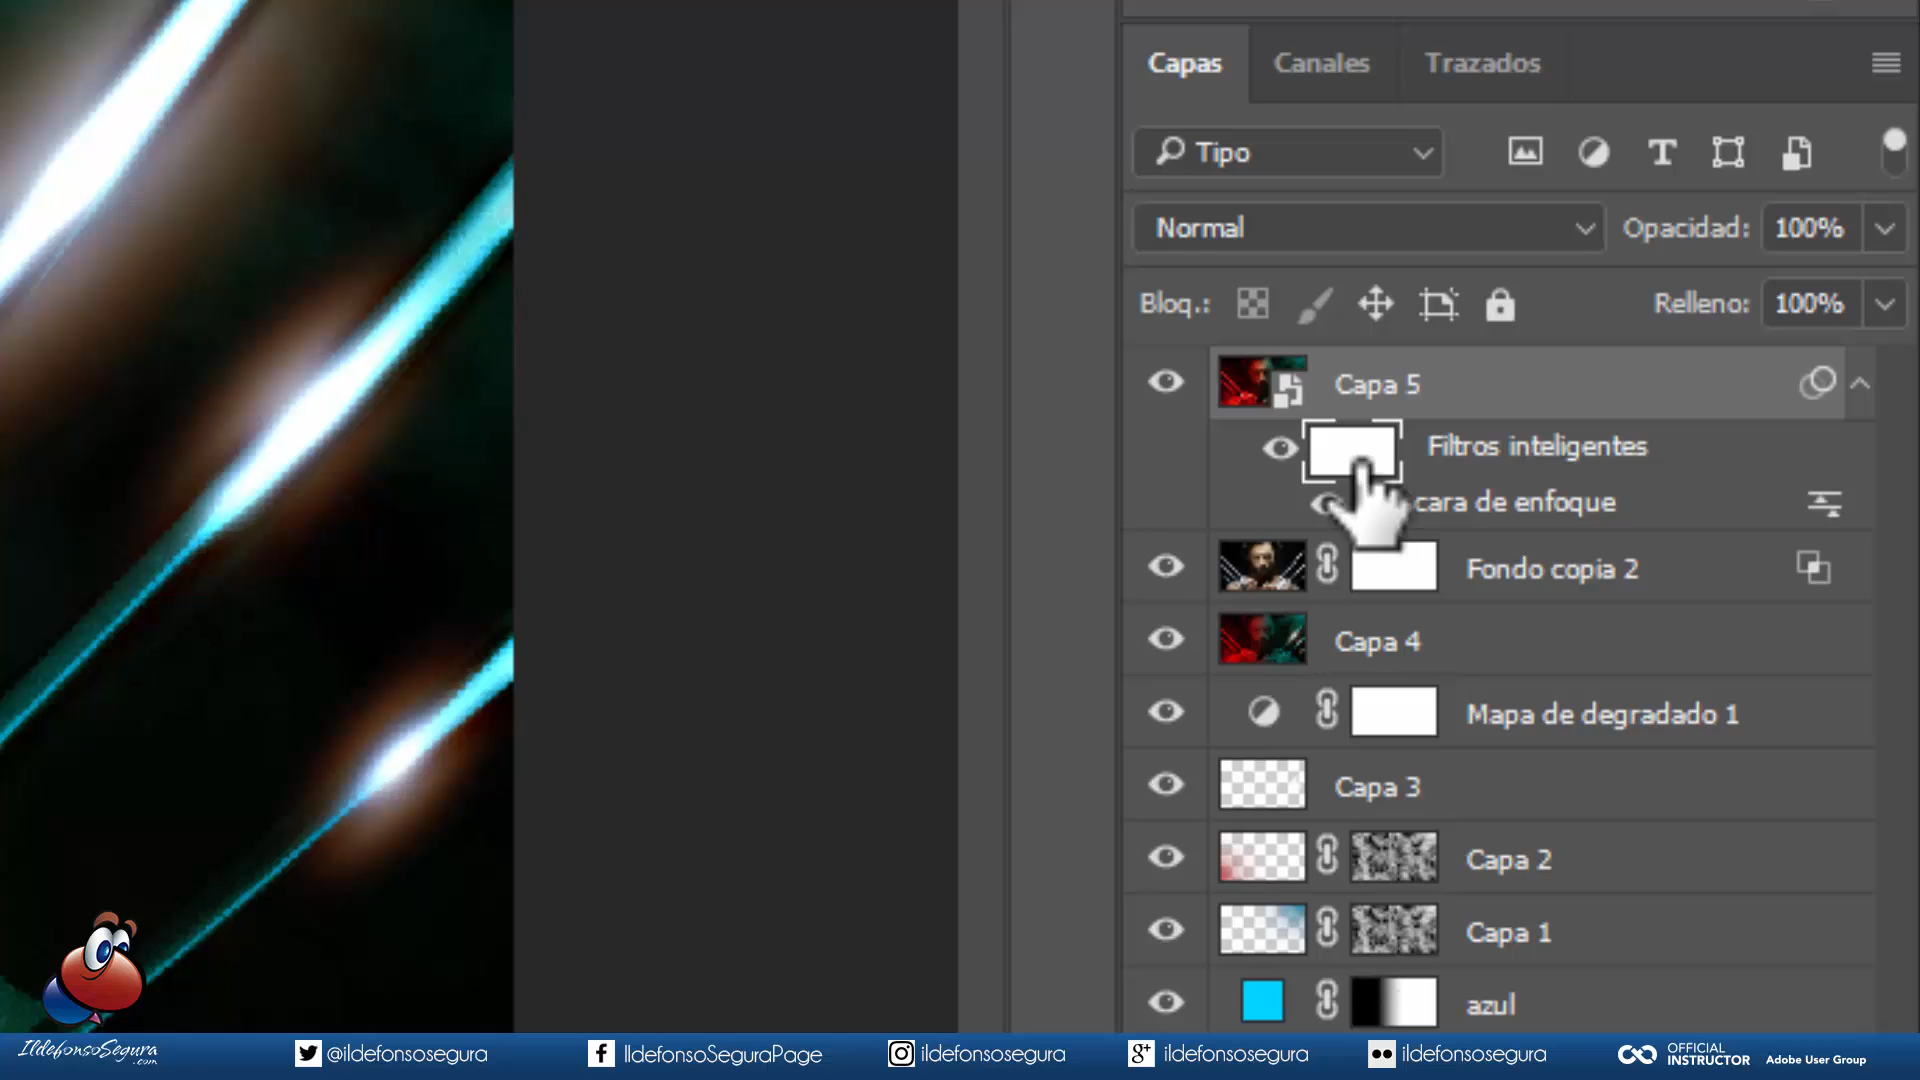 Capas Canales Trazados
Tipo
Normal Opacidad: 100%
Bloq.: Relleno: 100%
Capa 5
Filtros inteligentes
cara de enfoque
Fondo copia 2
Capa 4
Mapa de degradado 1
Capa 3
Capa 2
Capa 1
azul
IldefonsoSegura
.com
@ildefonsosegura
IldefonsoSeguraPage
ildefonsosegura
ildefonsosegura
ildefonsosegura
OFFICIAL
INSTRUCTOR
Adobe User Group